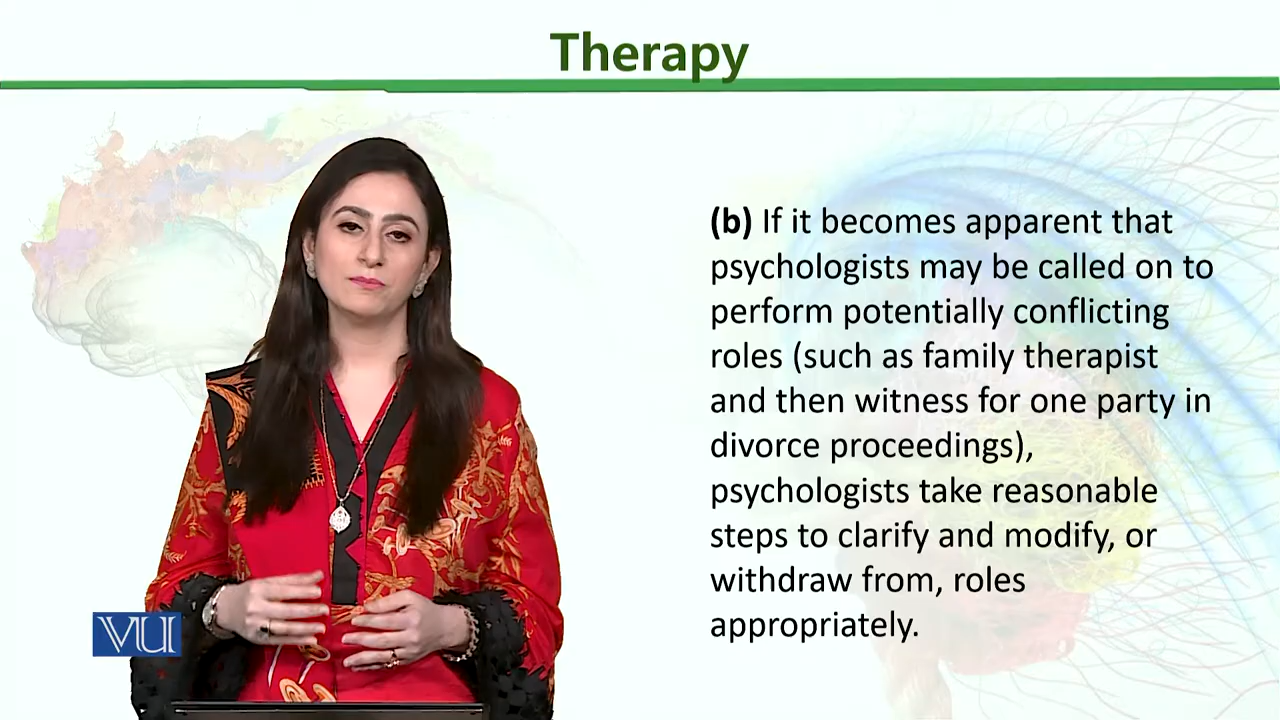 Therapy
(b) If it becomes apparent that
psychologists may be called on to
perform potentially conflicting
roles (such as family therapist
and then witness for one party in
divorce proceedings),
psychologists take reasonable
steps to clarify and modify, or
withdraw from, roles
appropriately.
VU